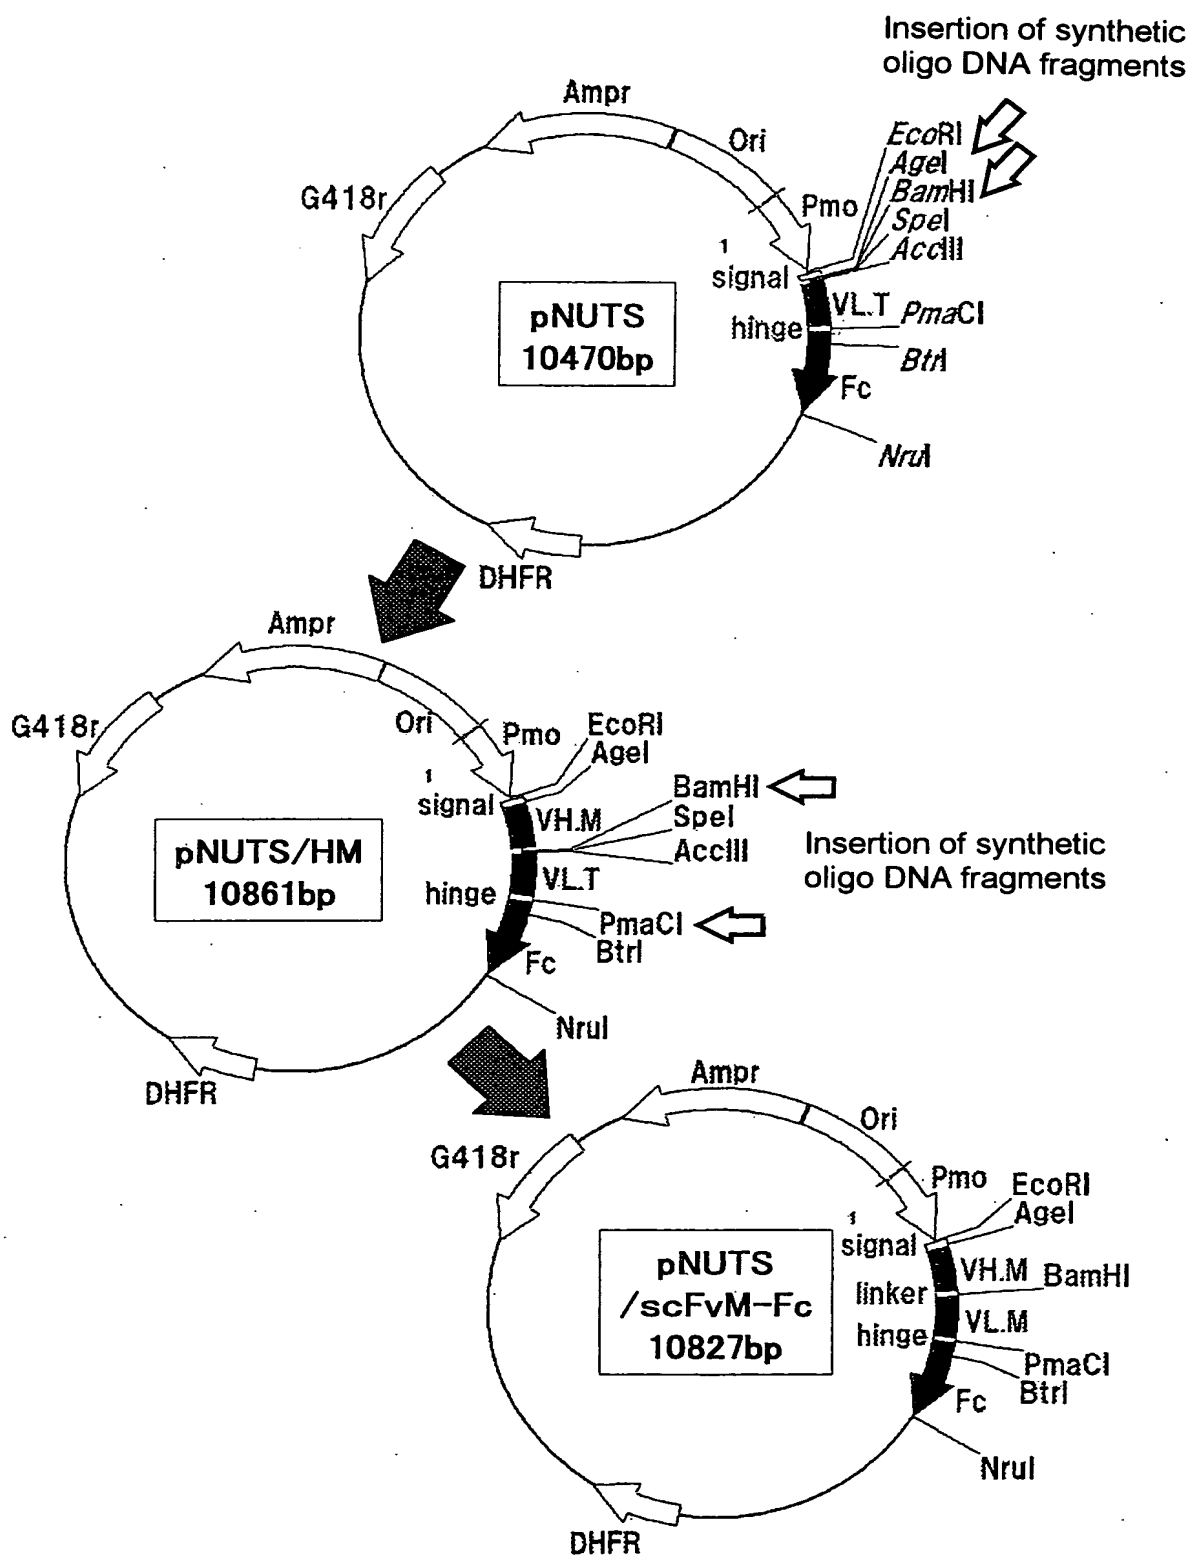 Insertion of synthetic
oligo DNA fragments
Ampr
Ori
EcoRI
AgeI
G418r
Pmo
BamHI
SpeI
1
AccIII
signal
VL.T
PmaCI
pNUTS
10470bp
hinge
BtrI
Fc
NruI
DHFR
Ampr
G418r
Ori
Pmo
EcoRI
AgeI
1
signal
BamHI
VH.M
SpeI
Insertion of synthetic
oligo DNA fragments
pNUTS/HM
10861bp
AccIII
VL.T
hinge
PmaCI
BtrI
Fc
NruI
DHFR
Ampr
Ori
G418r
Pmo
EcoRI
AgeI
1
signal
pNUTS
/scFvM-Fc
10827bp
VH.M
BamHI
linker
VL.M
hinge
PmaCI
BtrI
Fc
NruI
DHFR